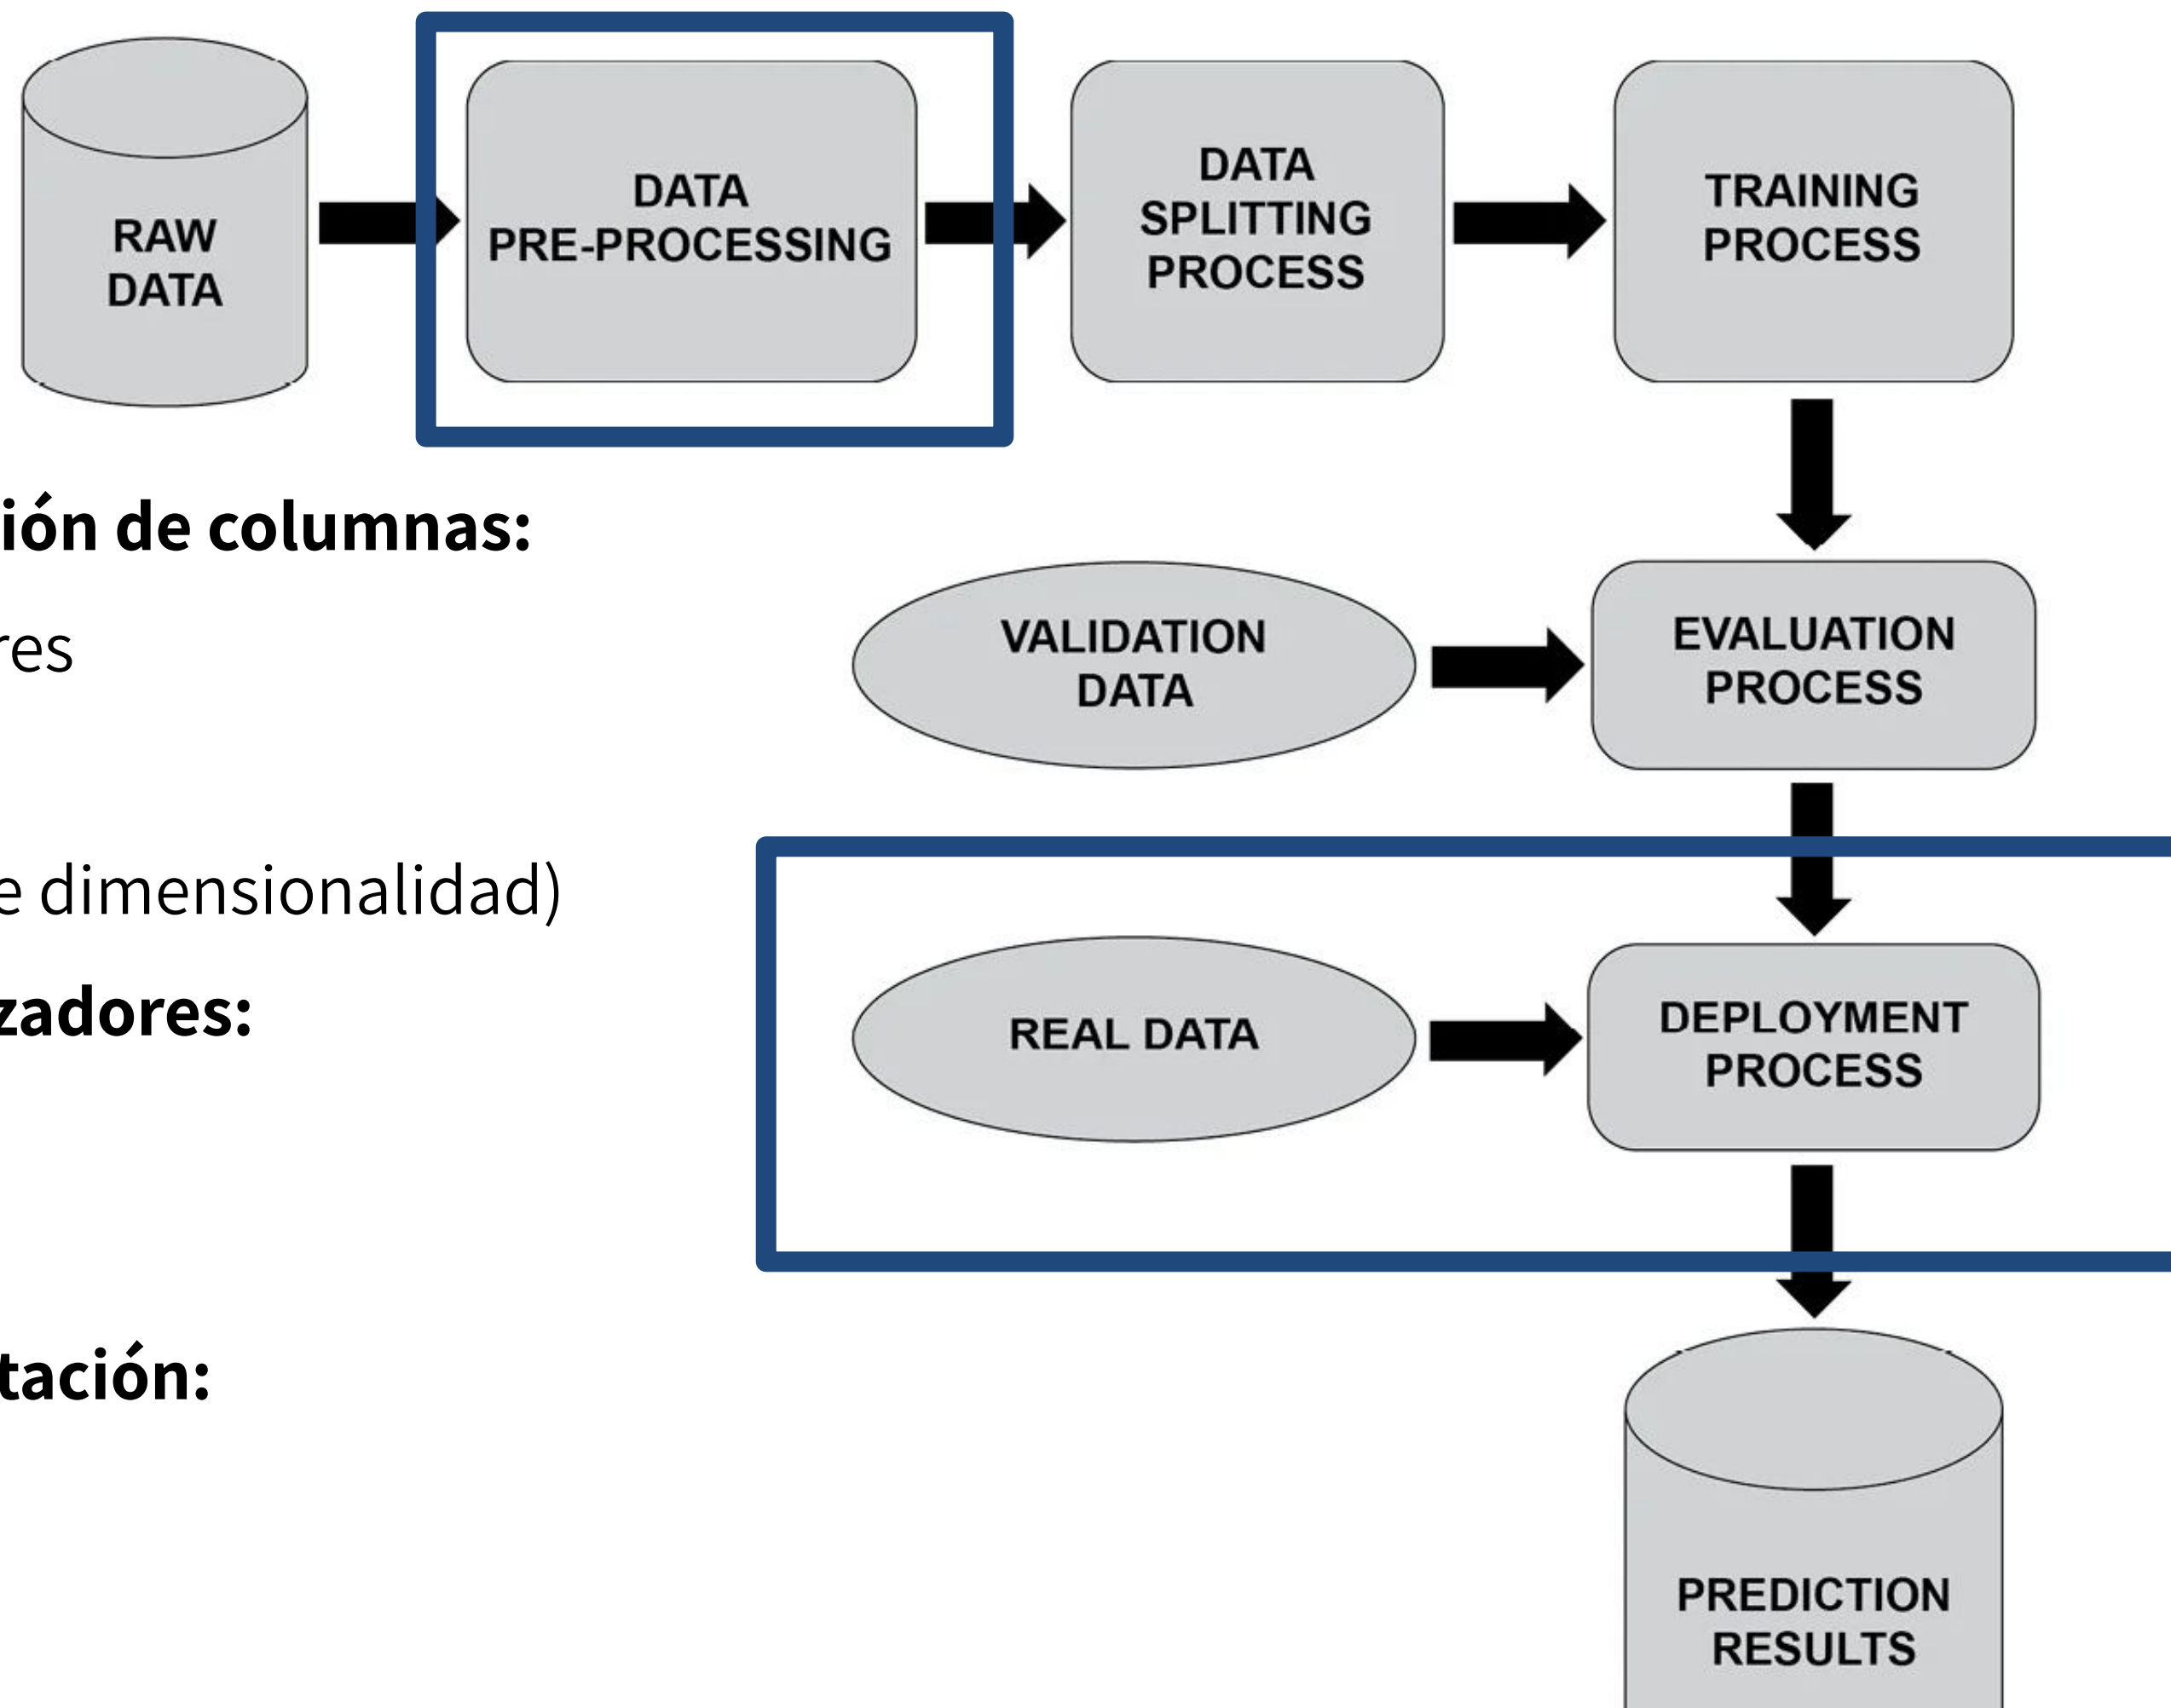 RAW
DATA
DATA
PRE-PROCESSING
DATA
SPLITTING
PROCESS
TRAINING
PROCESS
ión de columnas:
res
VALIDATION
DATA
EVALUATION
PROCESS
e dimensionalidad)
zadores:
REAL DATA
DEPLOYMENT
PROCESS
tación:
PREDICTION
RESULTS